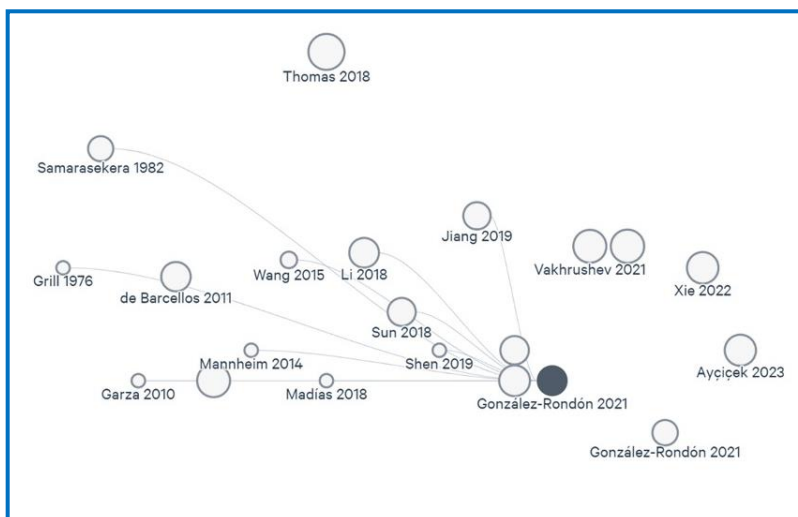 Thomas 2018
Samarasekera 1982
Jiang 2019
Vakhrushev 2021
Wang 2015
Li 2018
Grill 1976
Xie 2022
de Barcellos 2011
Sun 2018
Mannheim 2014
Shen 2019
Ayçiçek 2023
Garza 2010
Madías 2018
González-Rondón 2021
González-Rondón 2021